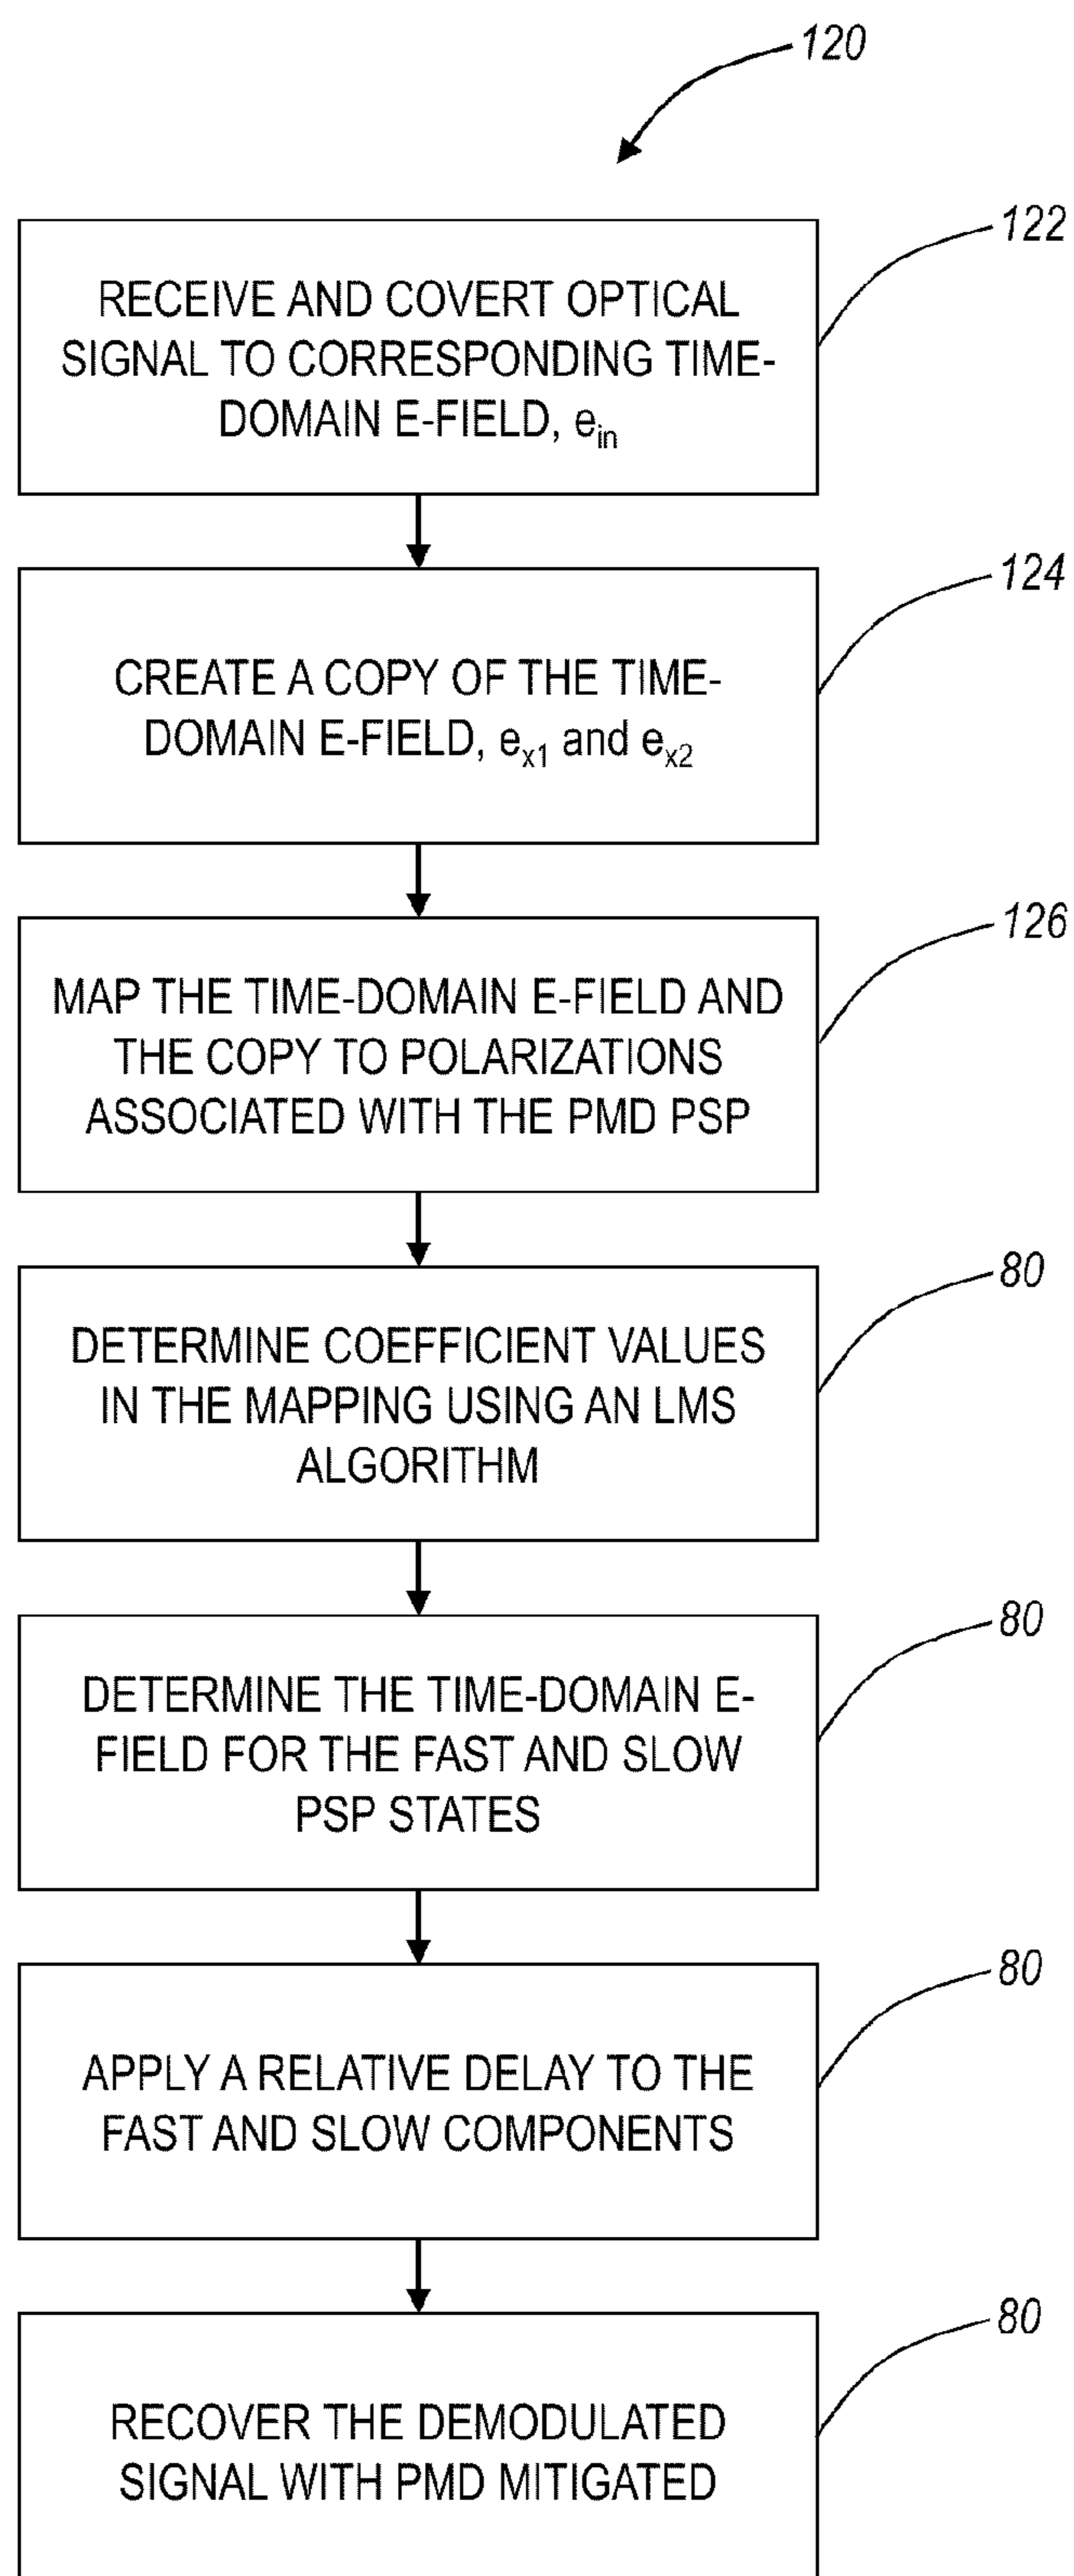 120
122
RECEIVE AND COVERT OPTICAL
SIGNAL TO CORRESPONDING TIME-
DOMAIN E-FIELD, e_in
124
CREATE A COPY OF THE TIME-
DOMAIN E-FIELD, e_x1 and e_x2
126
MAP THE TIME-DOMAIN E-FIELD AND
THE COPY TO POLARIZATIONS
ASSOCIATED WITH THE PMD PSP
80
DETERMINE COEFFICIENT VALUES
IN THE MAPPING USING AN LMS
ALGORITHM
80
DETERMINE THE TIME-DOMAIN E-
FIELD FOR THE FAST AND SLOW
PSP STATES
80
APPLY A RELATIVE DELAY TO THE
FAST AND SLOW COMPONENTS
80
RECOVER THE DEMODULATED
SIGNAL WITH PMD MITIGATED